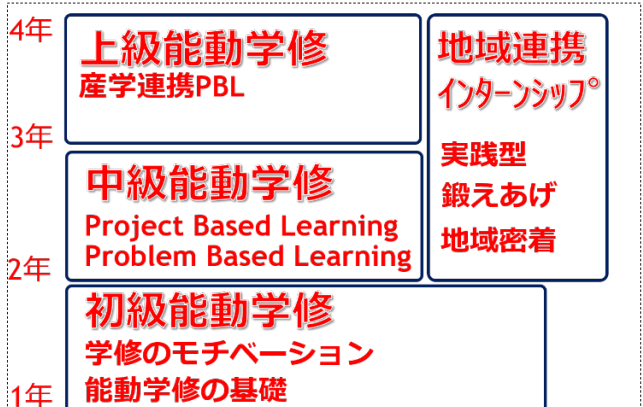 4年
上級能動学修
産学連携PBL
3年
中級能動学修
Project Based Learning
Problem Based Learning
2年
地域連携
インターンシップ
実践型
鍛えあげ
地域密着
初級能動学修
学修のモチベーション
能動学修の基礎
1年